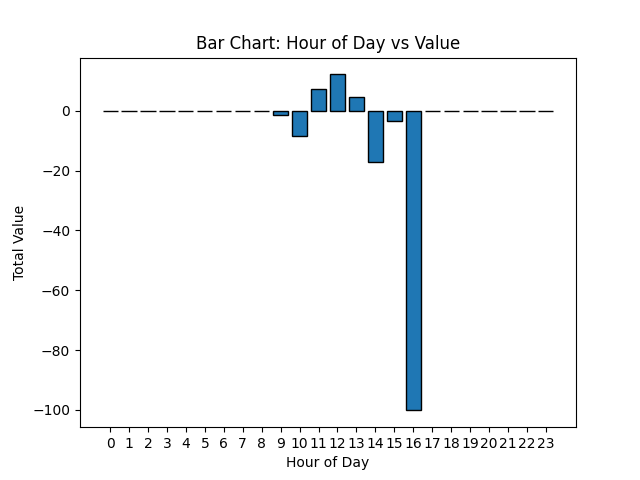 Bar Chart: Hour of Day vs Value
Total Value
0
−20
−40
−60
−80
−100
0 1 2 3 4 5 6 7 8 9 10 11 12 13 14 15 16 17 18 19 20 21 22 23
Hour of Day